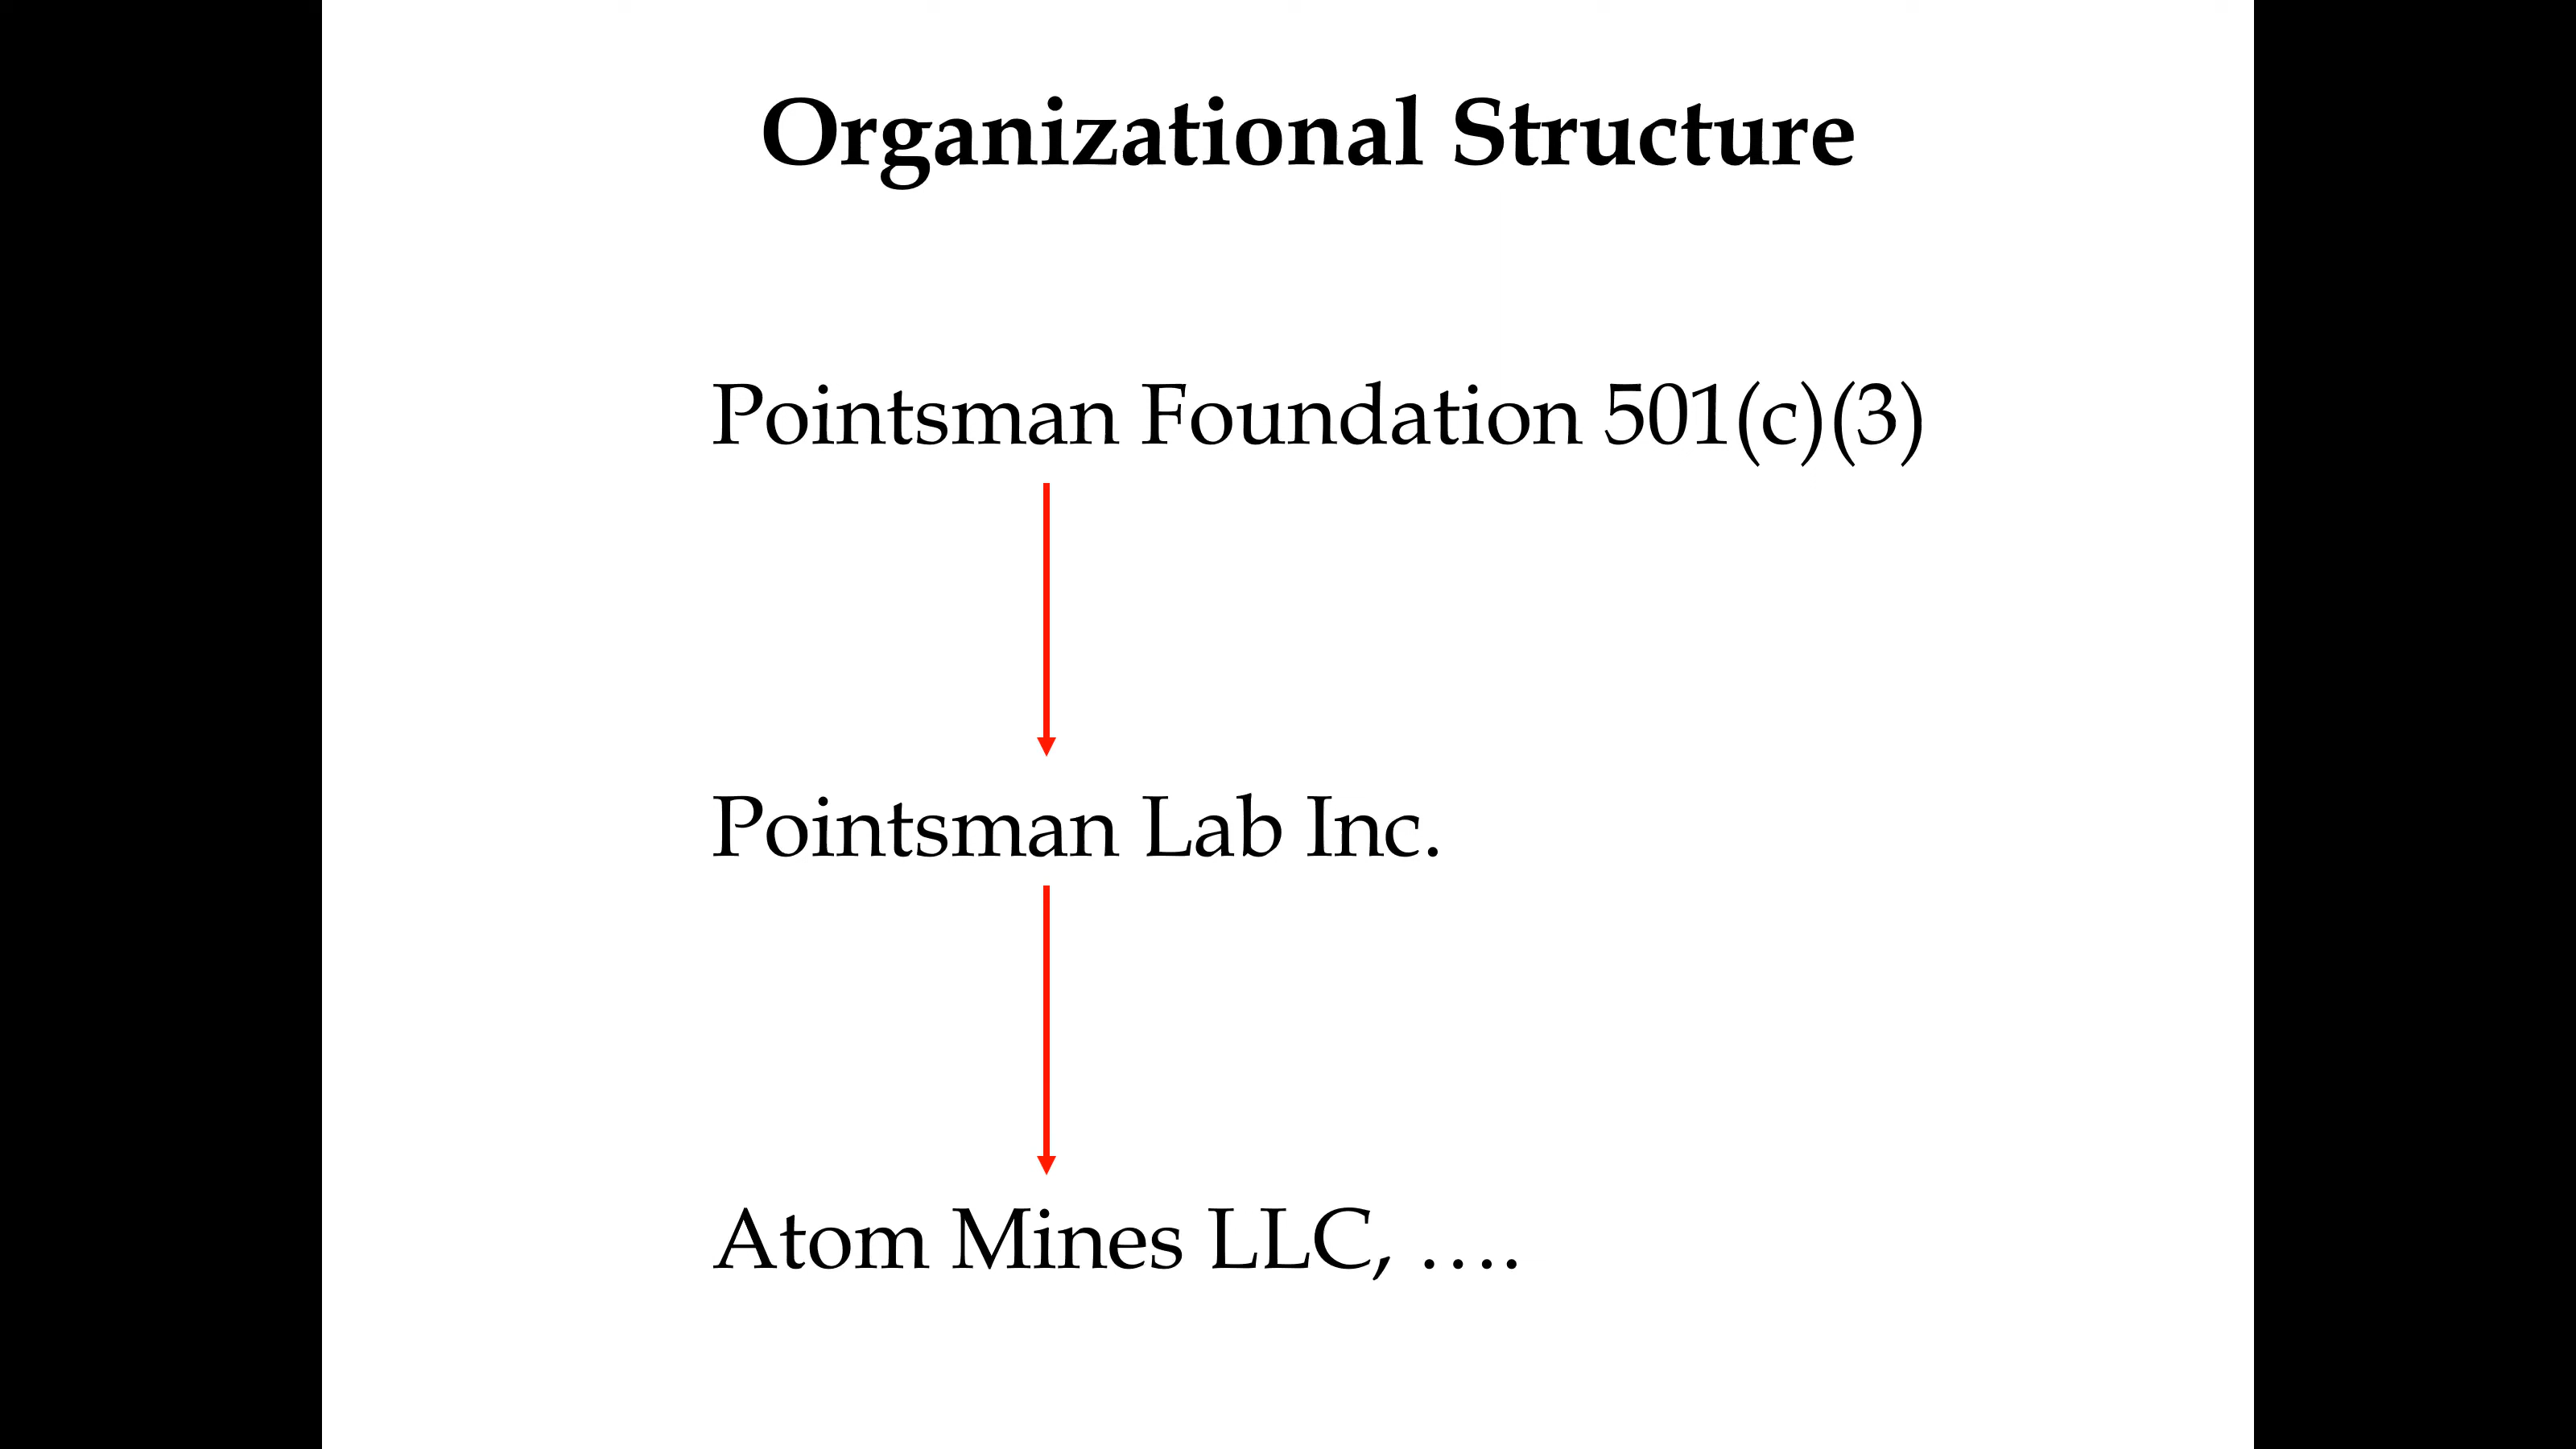 Organizational Structure
Pointsman Foundation 501(c)(3)
Pointsman Lab Inc.
Atom Mines LLC, ....